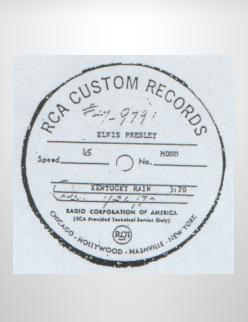 RCA CUSTOM RECORDS
ELVIS PRESLEY
45 MONO
Speed No.
KENTUCKY RAIN 3:20
RADIO CORPORATION OF AMERICA
(RCA Provided Technical Service Only)
RCA
CHICAGO · HOLLYWOOD · NASHVILLE · NEW YORK